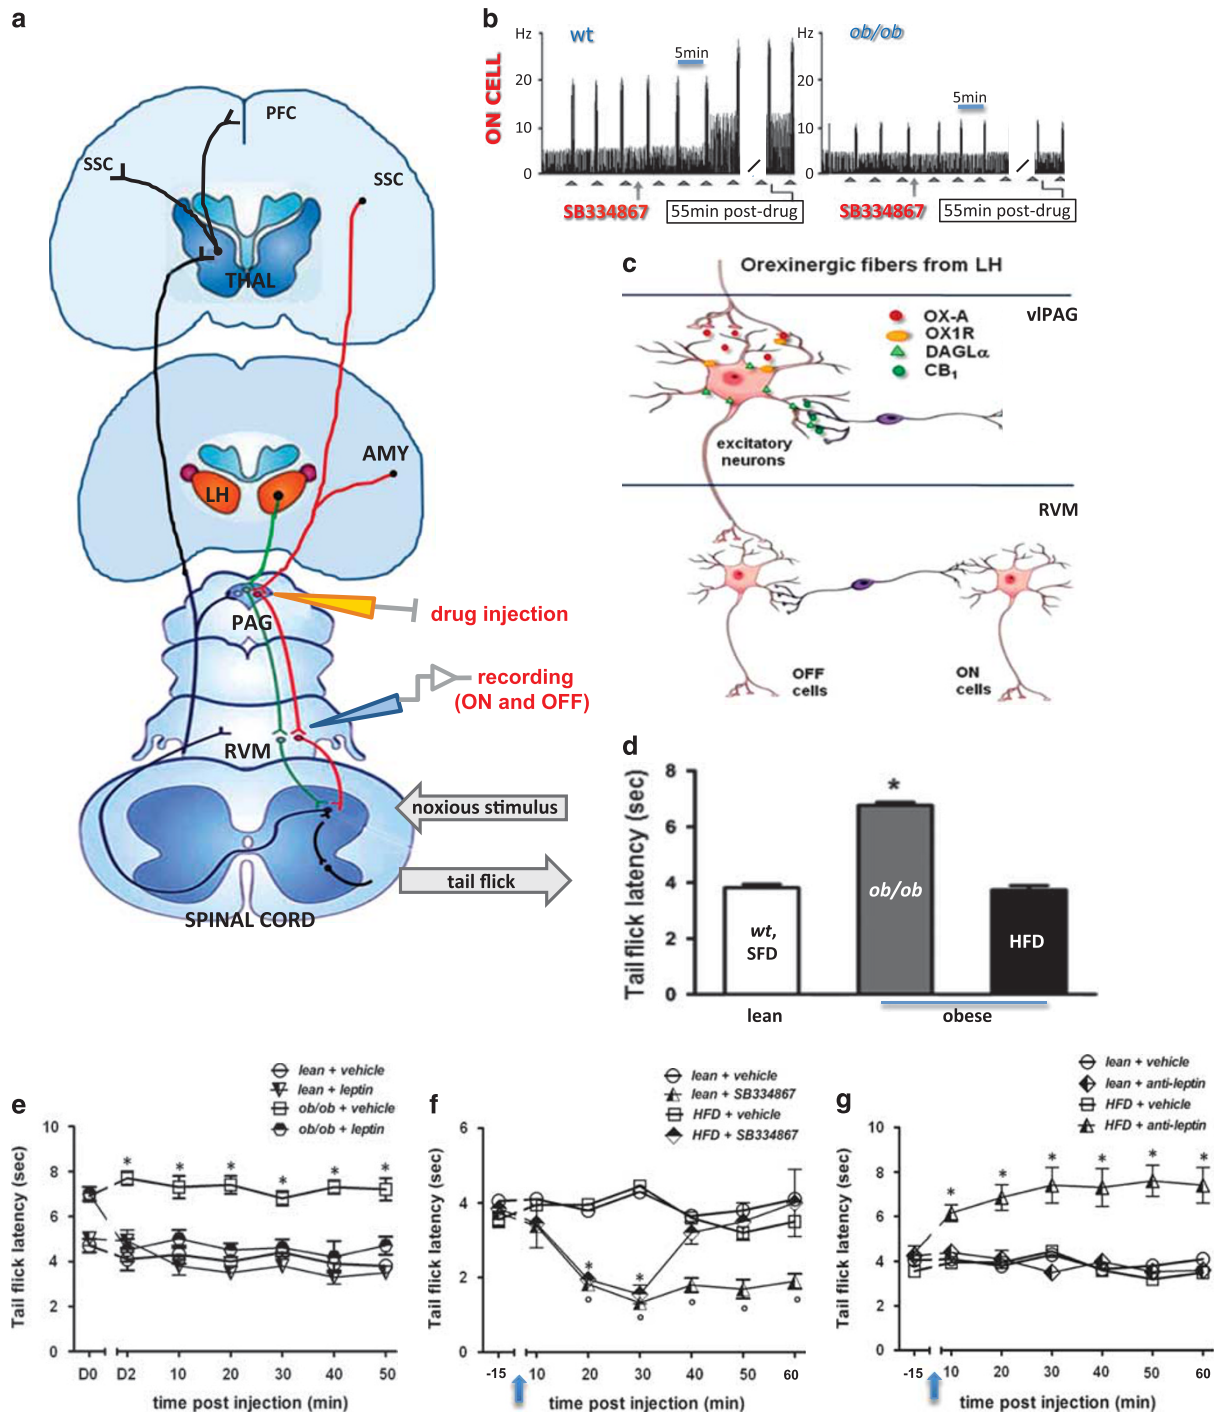 a
PFC
SSC
SSC
THAL
LH
AMY
PAG
drug injection
recording
(ON and OFF)
RVM
noxious stimulus
tail flick
SPINAL CORD
b
ON CELL
Hz
wt
5min
20
10
0
SB334867
55min post-drug
Hz
ob/ob
5min
20
10
0
SB334867
55min post-drug
c
Orexinergic fibers from LH
vlPAG
OX-A
OX1R
DAGLα
CB1
excitatory
neurons
RVM
OFF
cells
ON
cells
d
Tail flick latency (sec)
8
6
4
2
0
*
wt,
SFD
ob/ob
HFD
lean
obese
e
lean + vehicle
lean + leptin
ob/ob + vehicle
ob/ob + leptin
Tail flick latency (sec)
10
8
6
4
2
0
* * * * * *
D0 D2 10 20 30 40 50
time post injection (min)
f
lean + vehicle
lean + SB334867
HFD + vehicle
HFD + SB334867
Tail flick latency (sec)
6
4
2
0
* *
-15 10 20 30 40 50 60
time post injection (min)
g
lean + vehicle
lean + anti-leptin
HFD + vehicle
HFD + anti-leptin
Tail flick latency (sec)
10
8
6
4
2
0
* * * * * *
-15 10 20 30 40 50 60
time post injection (min)